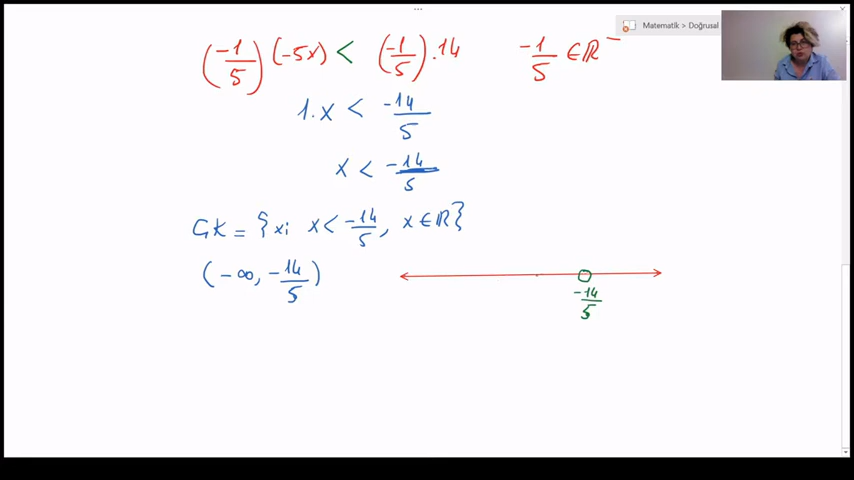 Matematik > Doğrusal
(-1/5) (-5x) < (-1/5) . 14    -1/5 ∈ ℝ⁻
1.x < -14/5
x < -14/5
GK = {x: x < -14/5, x ∈ ℝ}
(-∞, -14/5)
-14/5